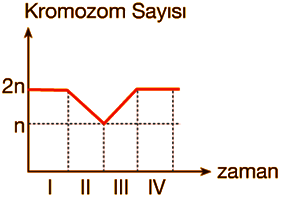 Kromozom Sayısı
2n
n
zaman
I II III IV